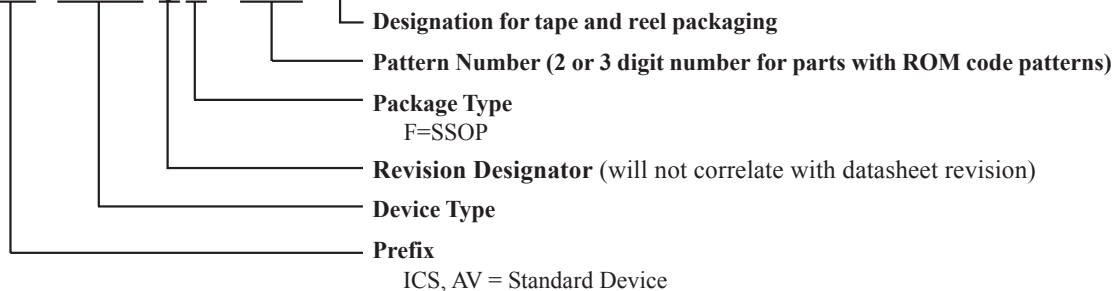 Designation for tape and reel packaging
Pattern Number (2 or 3 digit number for parts with ROM code patterns)
Package Type
F=SSOP
Revision Designator (will not correlate with datasheet revision)
Device Type
Prefix
ICS, AV = Standard Device